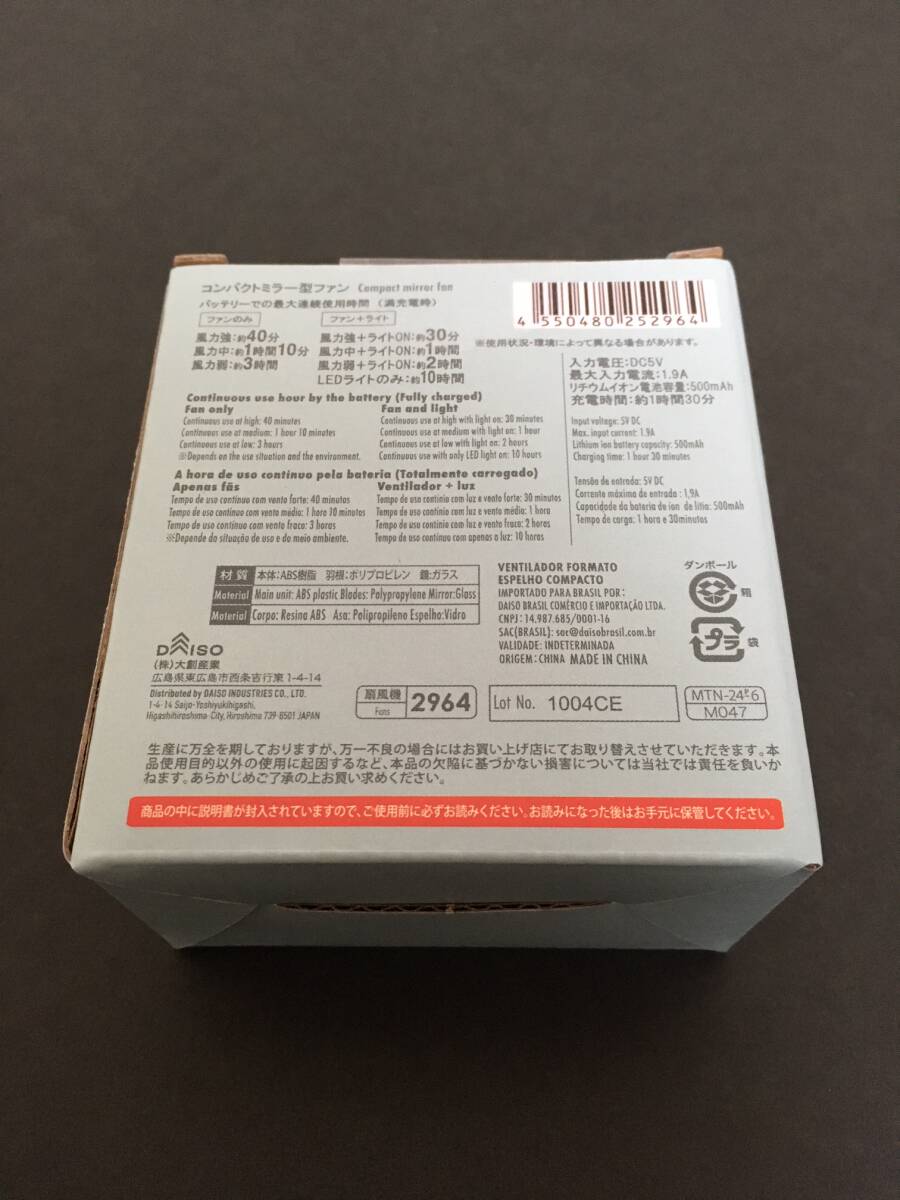 コンパクトミラー型ファン Compact mirror fan
バッテリーでの最大連続使用時間 (満充電時)
ファンのみ
風力強:約40分
風力中:約1時間10分
風力弱:約3時間
ファン+ライト
風力強+ライトON:約30分
風力中+ライトON:約1時間
風力弱+ライトON:約2時間
LEDライトのみ:約10時間
4 550480 252964
※使用状況・環境によって異なる場合があります。
入力電圧:DC5V
最大入力電流:1.9A
リチウムイオン電池容量:500mAh
充電時間:約1時間30分
Continuous use hour by the battery (Fully charged)
Fan only
Continuous use at high: 40 minutes
Continuous use at medium: 1 hour 10 minutes
Continuous use at low: 3 hours
※Depends on the use situation and the environment.
Fan and light
Continuous use at high with light on: 30 minutes
Continuous use at medium with light on: 1 hour
Continuous use at low with light on: 2 hours
Continuous use with only LED light on: 10 hours
Input voltage: 5V DC
Max. input current: 1.9A
Lithium ion battery capacity: 500mAh
Charging time: 1 hour 30 minutes
A hora de uso contínuo pela bateria (Totalmente carregado)
Apenas fãs
Tempo de uso contínuo com vento forte: 40 minutos
Tempo de uso contínuo com vento médio: 1 hora 10 minutos
Tempo de uso contínuo com vento fraco: 3 horas
※Depende da situação de uso e do meio ambiente.
Ventilador + luz
Tempo de uso contínio com luz e vento forte: 30 minutos
Tempo de uso contínio com luz e vento médio: 1 hora
Tempo de uso contínio com luz e vento fraco: 2 horas
Tempo de uso contínio com apenas a luz: 10 horas
Tensão de entrada: 5V DC
Corrente máxima de entrada : 1,9A
Capacidade da bateria de íon de lítia: 500mAh
Tempo de carga: 1 hora e 30minutos
材質 本体:ABS樹脂 羽根:ポリプロピレン 鏡:ガラス
Material Main unit: ABS plastic Blades: Polypropylene Mirror:Glass
Material Corpo: Resina ABS Asa: Polipropileno Espelho:Vidro
VENTILADOR FORMATO
ESPELHO COMPACTO
IMPORTADO PARA BRASIL POR :
DAISO BRASIL COMÉRCIO E IMPORTAÇÃO LTDA.
CNPJ: 14.987.685/0001-16
SAC(BRASIL): sac@daisobrasil.com.br
VALIDADE: INDETERMINADA
ORIGEM: CHINA MADE IN CHINA
ダンボール
箱
プラ
袋
DAISO
(株)大創産業
広島県東広島市西条吉行東1-4-14
Distributed by DAISO INDUSTRIES CO., LTD.
1-4-14 Saijo-Yoshiyukihigashi,
Higashihiroshima-City, Hiroshima 739-8501 JAPAN
扇風機
Fans
2964
Lot No. 1004CE
MTN-24ﾋ6
M047
生産に万全を期しておりますが、万一不良の場合にはお買い上げ店にてお取り替えさせていただきます。本
品使用目的以外の使用に起因するなど、本品の欠陥に基づかない損害については当社では責任を負いか
ねます。あらかじめご了承の上お買い求めください。
商品の中に説明書が封入されていますので、ご使用前に必ずお読みください。お読みになった後はお手元に保管してください。